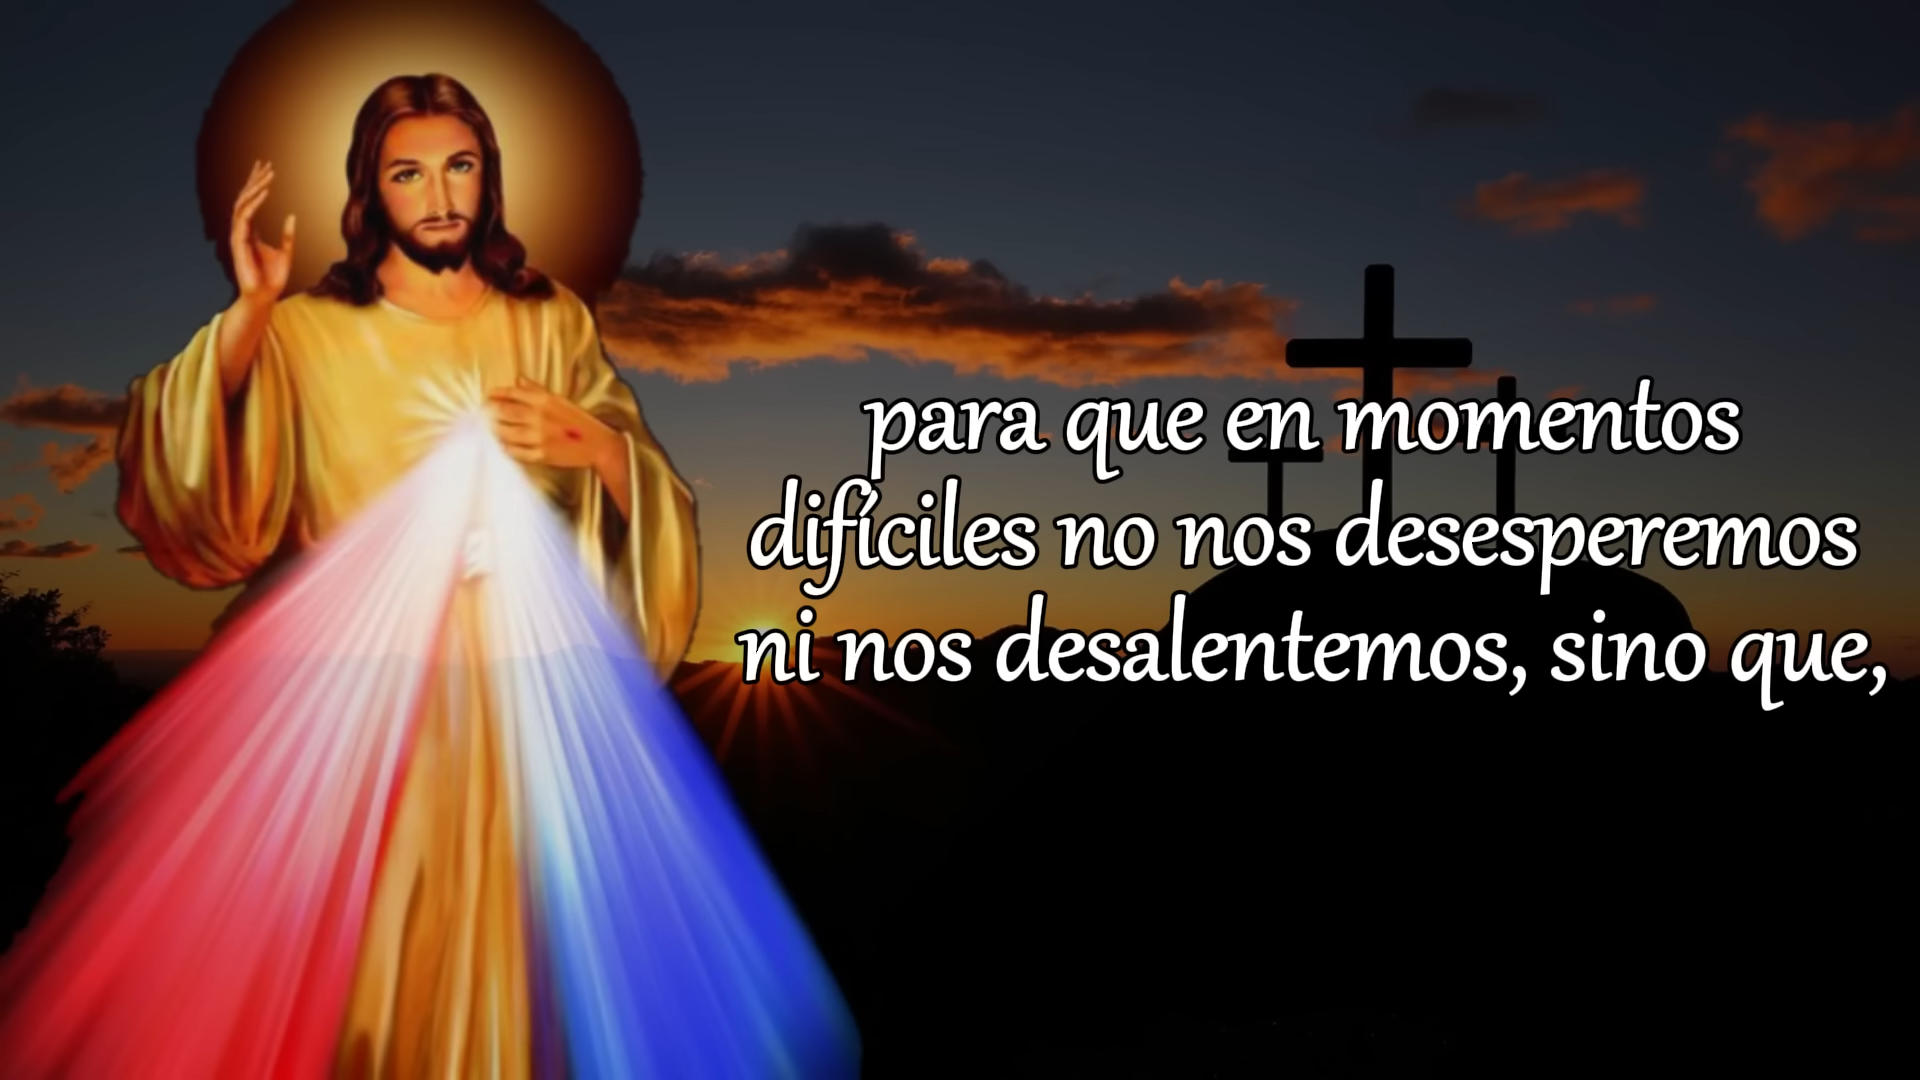 para que en momentos
difíciles no nos desesperemos
ni nos desalentemos, sino que,